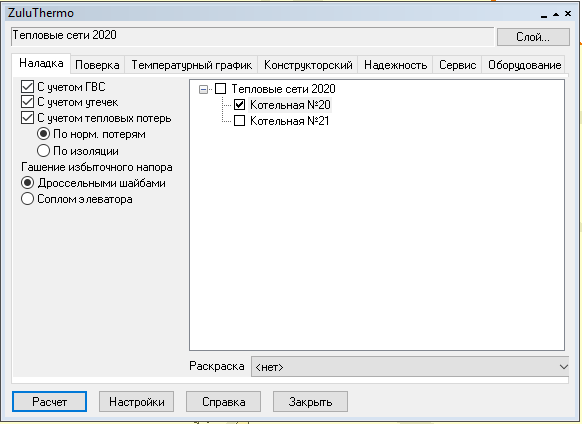 ZuluThermo
Тепловые сети 2020
Слой...
Наладка Поверка Температурный график Конструкторский Надежность Сервис Оборудование
С учетом ГВС
С учетом утечек
С учетом тепловых потерь
По норм. потерям
По изоляции
Гашение избыточного напора
Дроссельными шайбами
Соплом элеватора
Тепловые сети 2020
Котельная №20
Котельная №21
Раскраска <нет>
Расчет Настройки Справка Закрыть